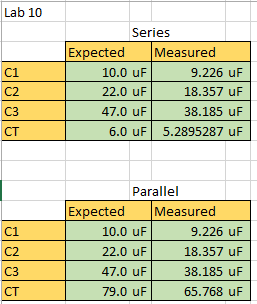 Lab 10
Series
Expected Measured
C1 10.0 uF 9.226 uF
C2 22.0 uF 18.357 uF
C3 47.0 uF 38.185 uF
CT 6.0 uF 5.2895287 uF
Parallel
Expected Measured
C1 10.0 uF 9.226 uF
C2 22.0 uF 18.357 uF
C3 47.0 uF 38.185 uF
CT 79.0 uF 65.768 uF